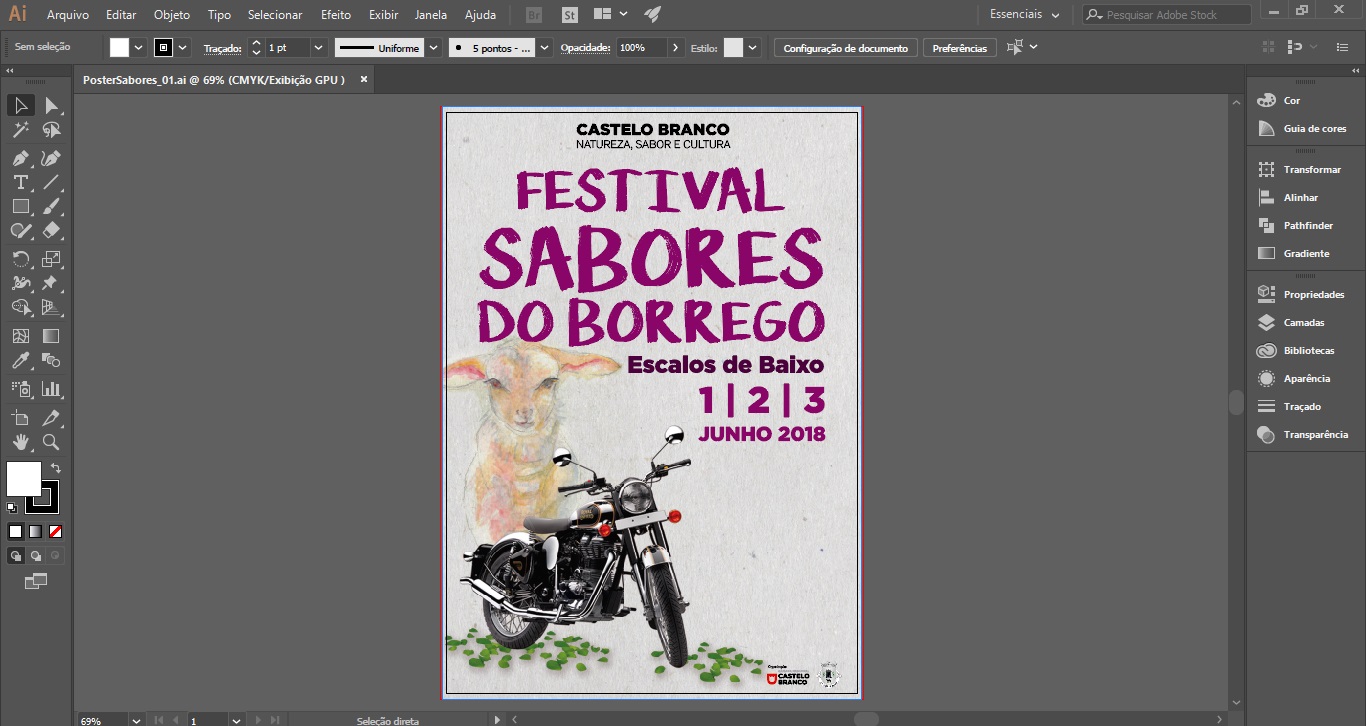 Ai Arquivo Editar Objeto Tipo Selecionar Efeito Exibir Janela Ajuda Br St Essenciais Pesquisar Adobe Stock
Sem seleção Traçado: 1 pt Uniforme 5 pontos - ... Opacidade: 100% Estilo: Configuração de documento Preferências
PosterSabores_01.ai @ 69% (CMYK/Exibição GPU ) ×
CASTELO BRANCO
NATUREZA, SABOR E CULTURA
FESTIVAL
SABORES
DO BORREGO
Escalos de Baixo
1 | 2 | 3
JUNHO 2018
Organização
CASTELO
BRANCO
Cor
Guia de cores
Transformar
Alinhar
Pathfinder
Gradiente
Propriedades
Camadas
Bibliotecas
Aparência
Traçado
Transparência
69% 1 Seleção direta